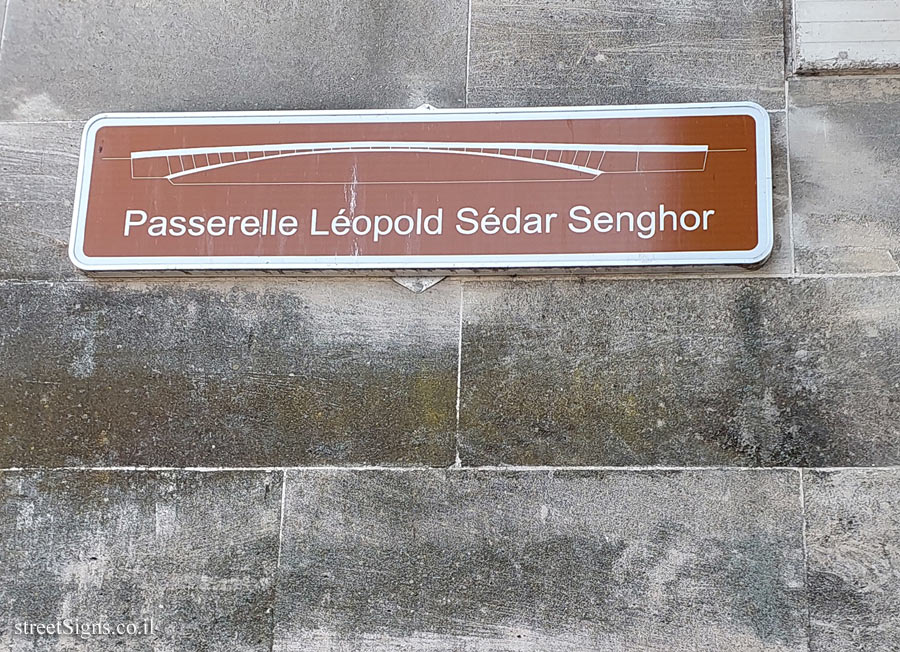 Passerelle Léopold Sédar Senghor
streetSigns.co.il